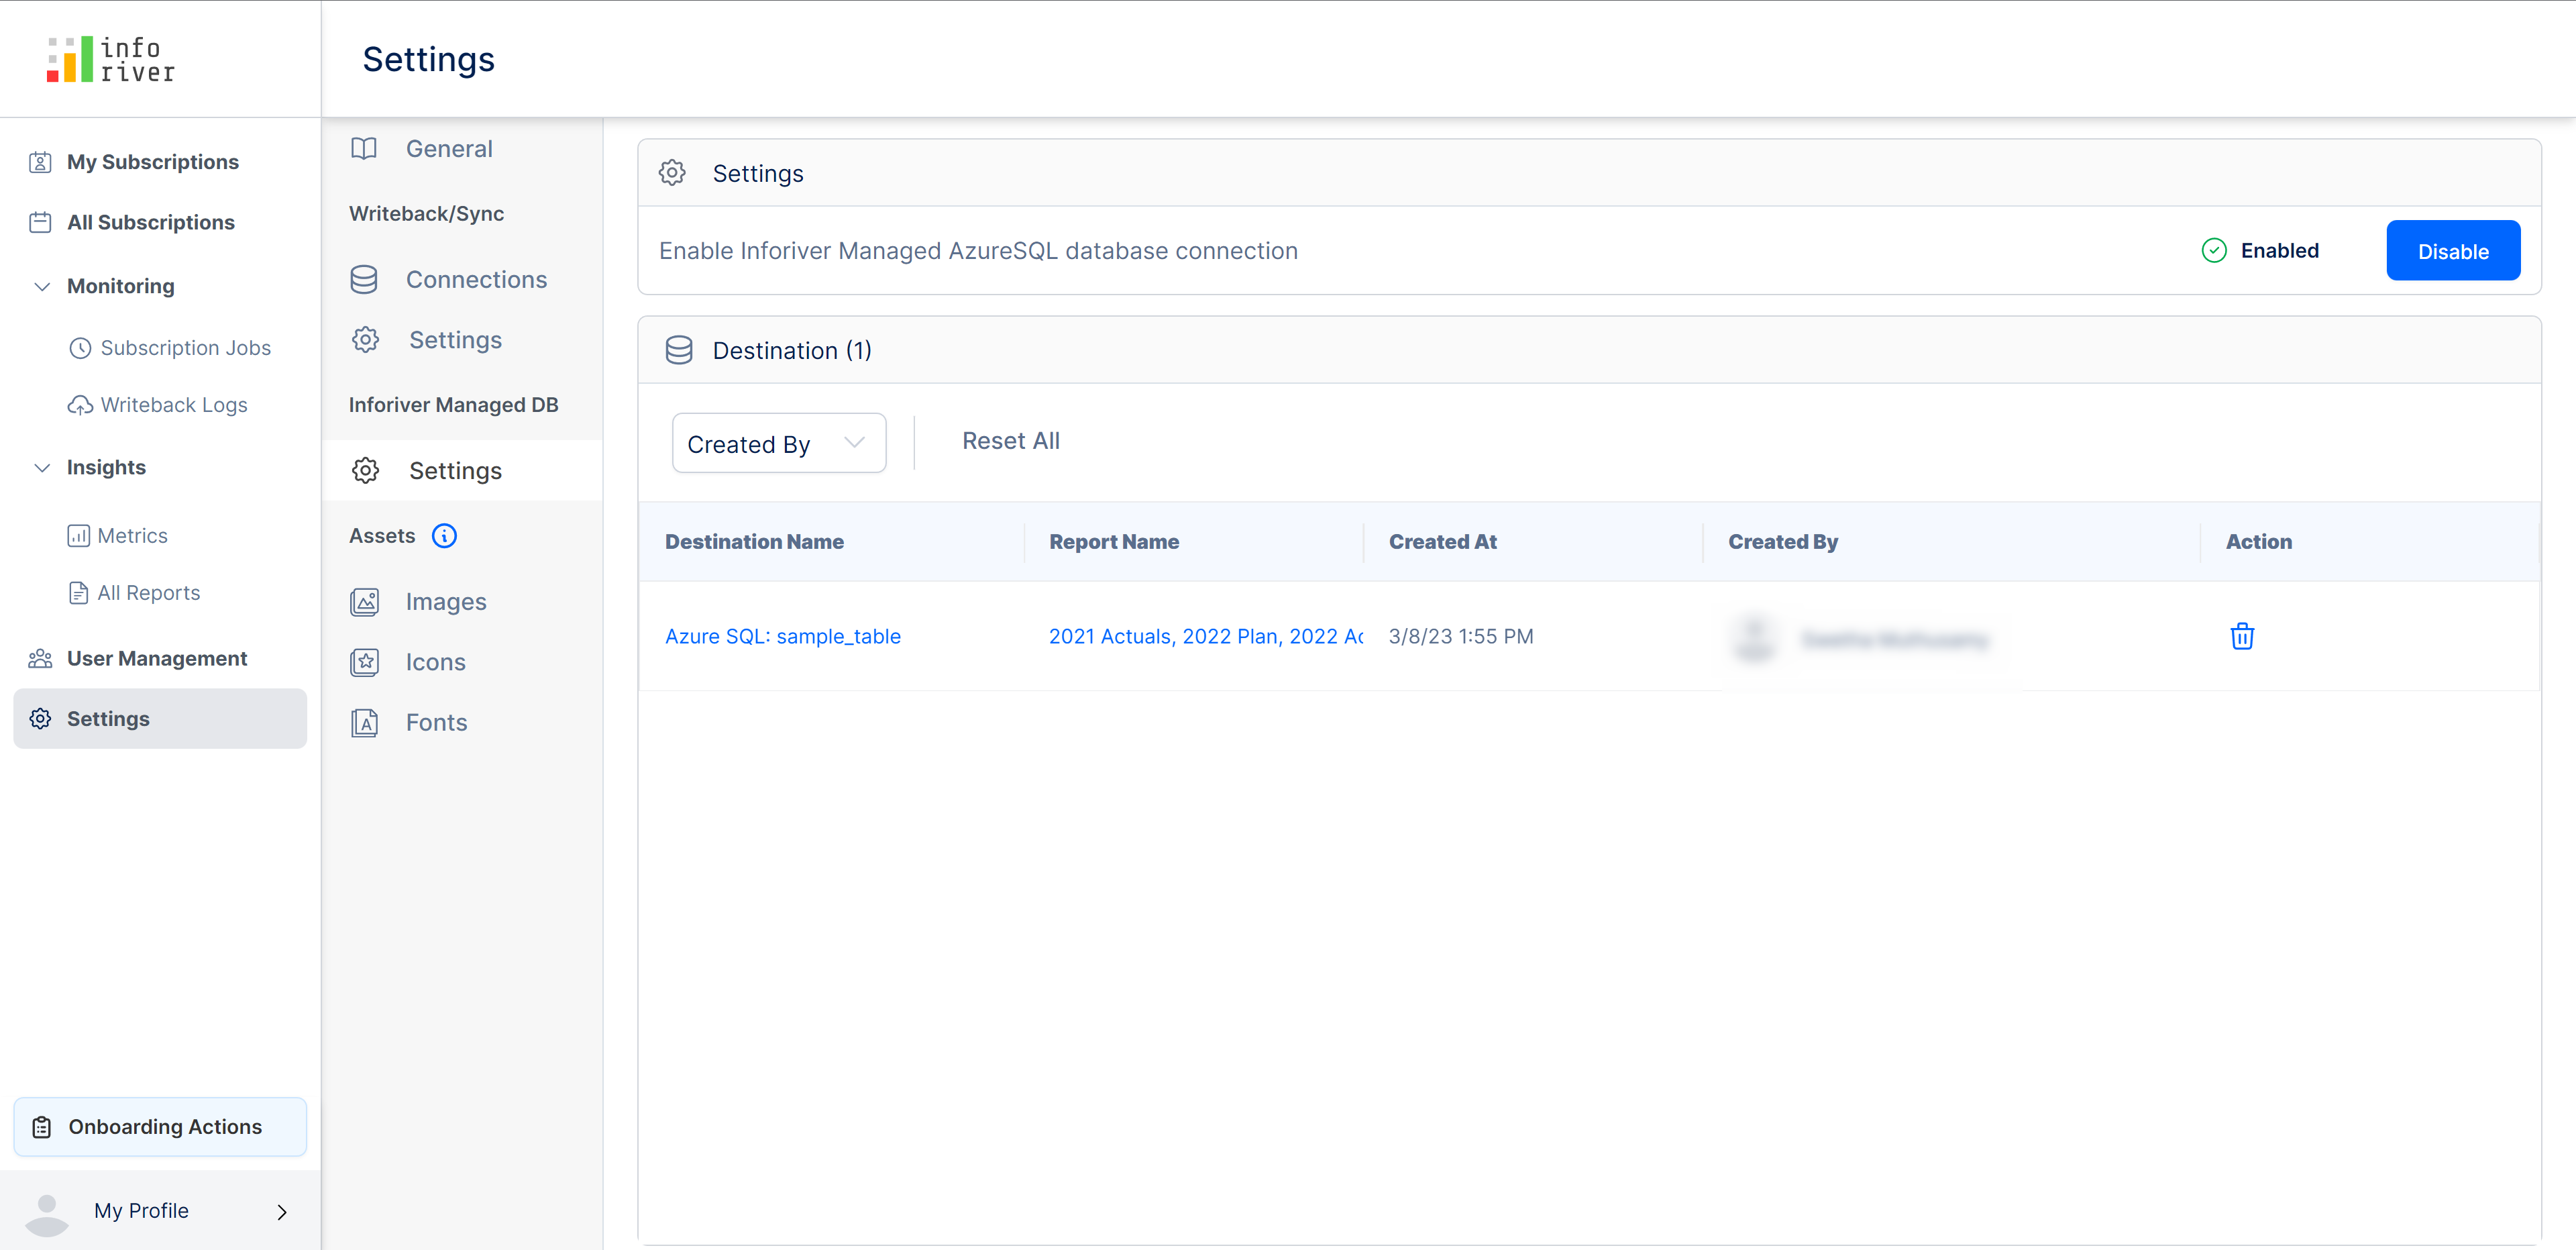 info
river
Settings
My Subscriptions
All Subscriptions
Monitoring
Subscription Jobs
Writeback Logs
Insights
Metrics
All Reports
User Management
Settings
Onboarding Actions
My Profile
General
Writeback/Sync
Connections
Settings
Inforiver Managed DB
Settings
Assets
Images
Icons
Fonts
Settings
Enable Inforiver Managed AzureSQL database connection Enabled Disable
Destination (1)
Created By Reset All
Destination Name Report Name Created At Created By Action
Azure SQL: sample_table 2021 Actuals, 2022 Plan, 2022 Ac 3/8/23 1:55 PM